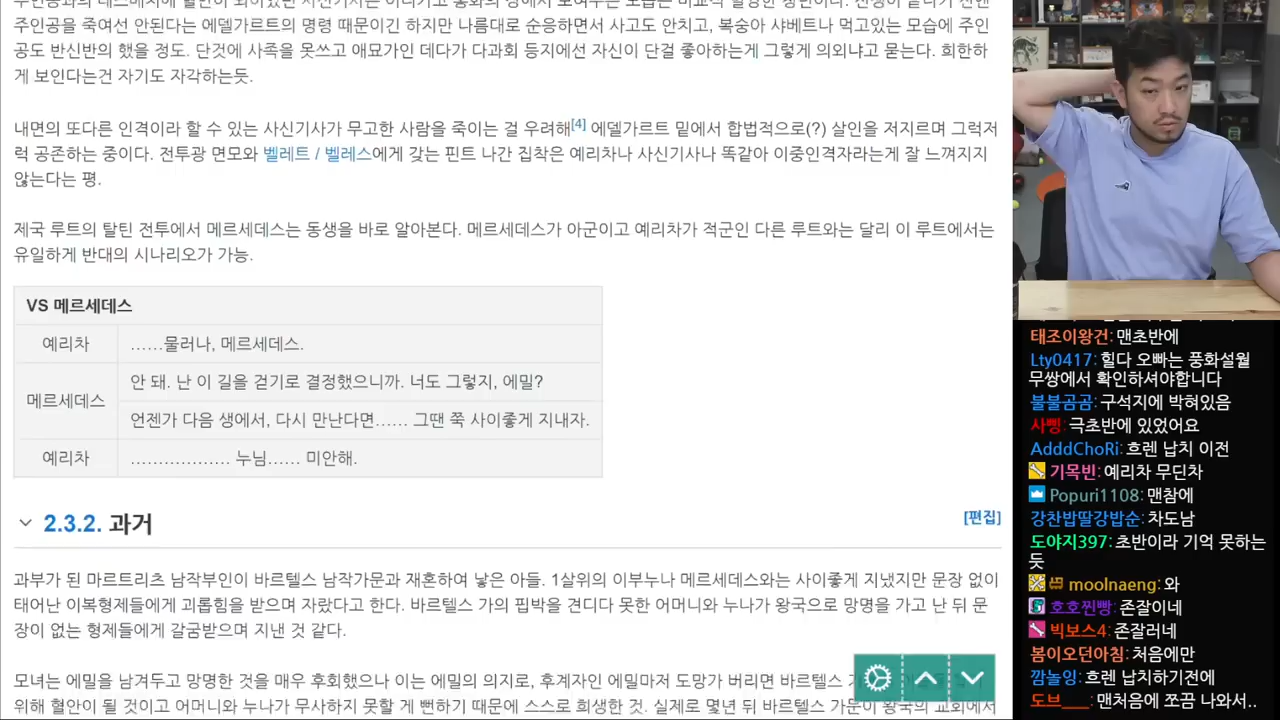 주인공을 죽여선 안된다는 에델가르트의 명령 때문이긴 하지만 나름대로 순응하면서 사고도 안치고, 복숭아 샤베트나 먹고있는 모습에 주인
공도 반신반의 했을 정도. 단것에 사족을 못쓰고 애묘가인 데다가 다과회 등지에선 자신이 단걸 좋아하는게 그렇게 의외냐고 묻는다. 희한하
게 보인다는건 자기도 자각하는듯.
내면의 또다른 인격이라 할 수 있는 사신기사가 무고한 사람을 죽이는 걸 우려해[4] 에델가르트 밑에서 합법적으로(?) 살인을 저지르며 그럭저
럭 공존하는 중이다. 전투광 면모와 벨레트 / 벨레스에게 갖는 핀트 나간 집착은 예리차나 사신기사나 똑같아 이중인격자라는게 잘 느껴지지
않는다는 평.
제국 루트의 탈틴 전투에서 메르세데스는 동생을 바로 알아본다. 메르세데스가 아군이고 예리차가 적군인 다른 루트와는 달리 이 루트에서는
유일하게 반대의 시나리오가 가능.
VS 메르세데스
예리차
……물러나, 메르세데스.
메르세데스
안 돼. 난 이 길을 걷기로 결정했으니까. 너도 그렇지, 에밀?
언젠가 다음 생에서, 다시 만난다면…… 그땐 쭉 사이좋게 지내자.
예리차
……………… 누님…… 미안해.
2.3.2. 과거
[편집]
과부가 된 마르트리츠 남작부인이 바르텔스 남작가문과 재혼하여 낳은 아들. 1살위의 이부누나 메르세데스와는 사이좋게 지냈지만 문장 없이
태어난 이복형제들에게 괴롭힘을 받으며 자랐다고 한다. 바르텔스 가의 핍박을 견디다 못한 어머니와 누나가 왕국으로 망명을 가고 난 뒤 문
장이 없는 형제들에게 갈굼받으며 지낸 것 같다.
모녀는 에밀을 남겨두고 망명한 것을 매우 후
이는 에밀의 의지로, 후계자인 에밀마저 도망가 버리면 바르텔스
위해 혈안이 될 것이고 어머니와 누나가 무사
못할 게 뻔하기 때문에 스스로 희생한 것. 실제로 몇년 뒤 바르텔스 가문이 왕국의 교회에서
태조이왕건: 맨초반에
Lty0417: 힐다 오빠는 풍화설월
무쌍에서 확인하셔야합니다
불불곰곰: 구석지에 박혀있음
사삥: 극초반에 있었어요
AdddChoRi: 흐렌 납치 이전
기목빈: 예리차 무딘차
Popuri1108: 맨참에
강찬밥딸강밥순: 차도남
도야지397: 초반이라 기억 못하는
듯
moolnaeng: 와
호호찐빵: 존잘이네
빅보스4: 존잘러네
봄이오던아침: 처음에만
깜놀잉: 흐렌 납치하기전에
도브___: 맨처음에 쪼끔 나와서..